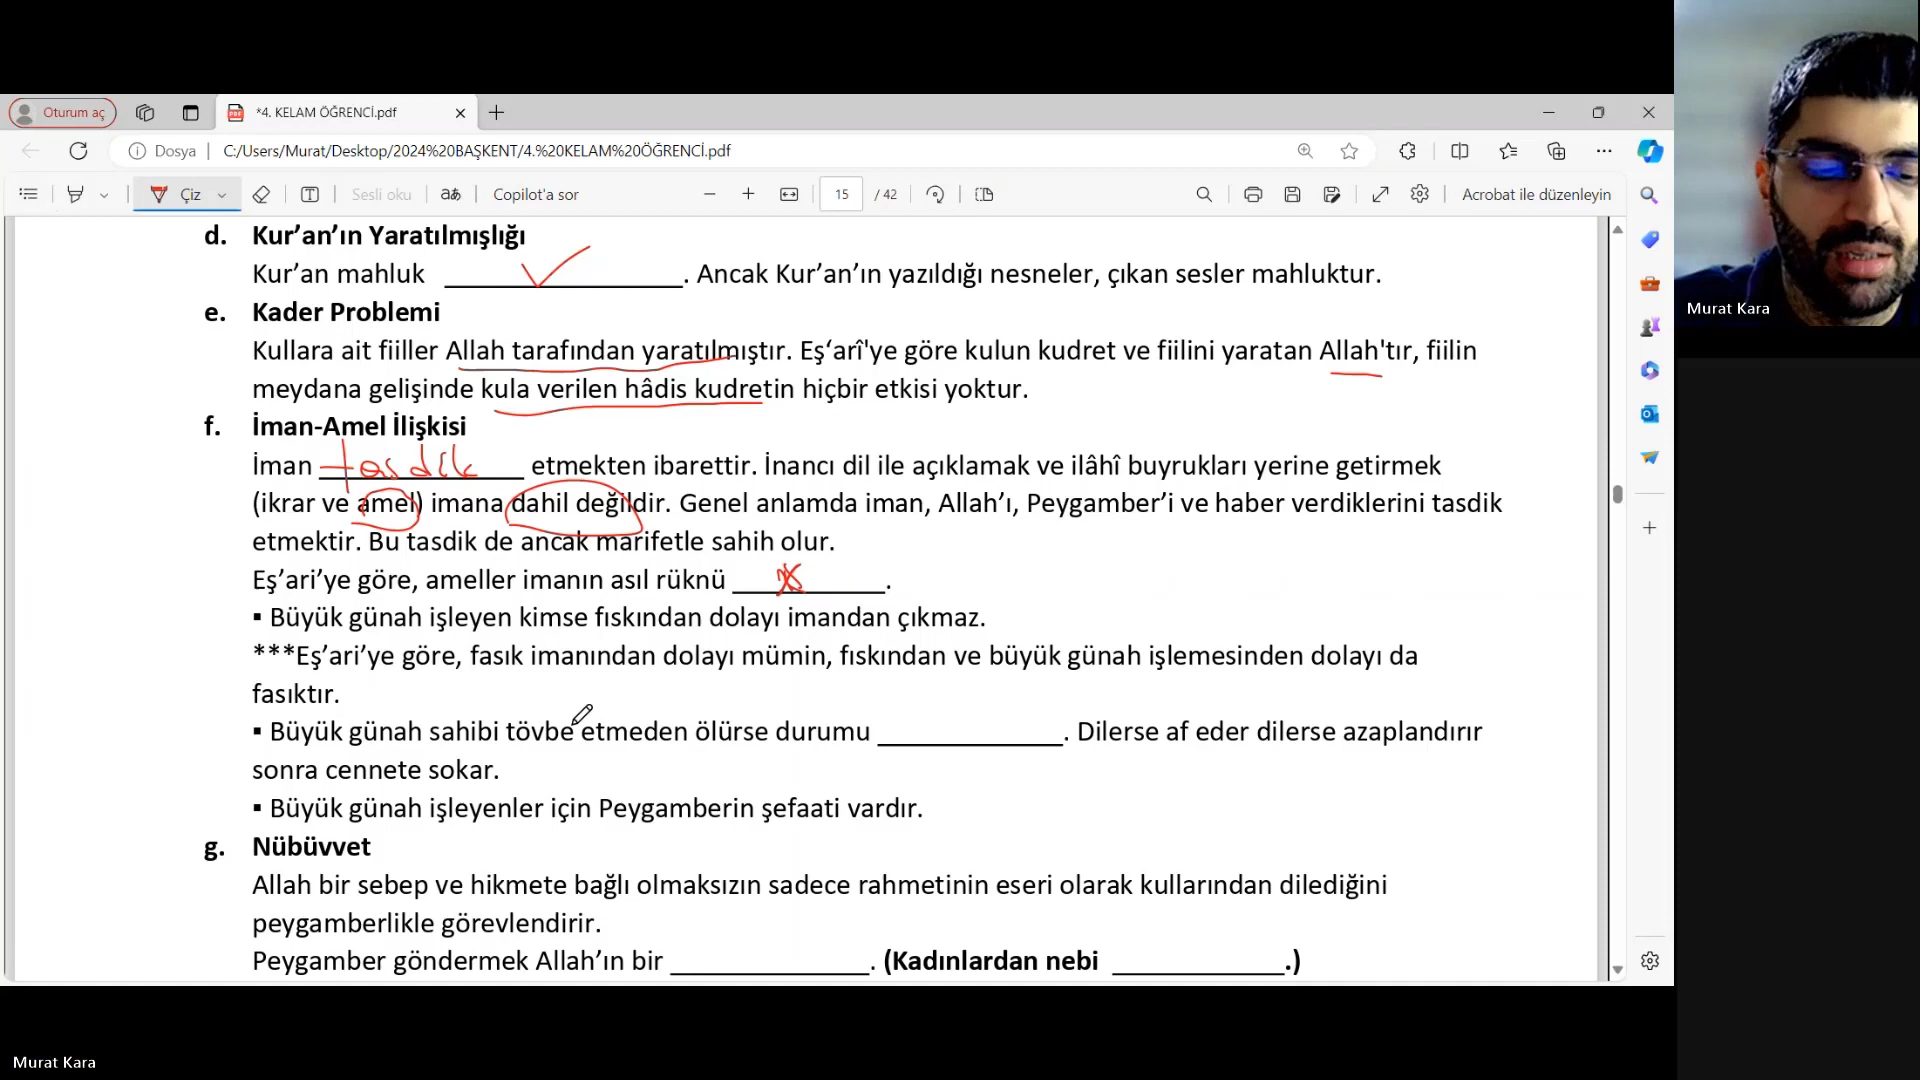 Oturum aç
*4. KELAM ÖĞRENCİ.pdf
Dosya
C:/Users/Murat/Desktop/2024%20BAŞKENT/4.%20KELAM%20ÖĞRENCİ.pdf
Çiz
Sesli oku
aあ
Copilot'a sor
15 / 42
Acrobat ile düzenleyin
d. Kur’an’ın Yaratılmışlığı
Kur’an mahluk ________________. Ancak Kur’an’ın yazıldığı nesneler, çıkan sesler mahluktur.
e. Kader Problemi
Kullara ait fiiller Allah tarafından yaratılmıştır. Eş‘arî'ye göre kulun kudret ve fiilini yaratan Allah'tır, fiilin
meydana gelişinde kula verilen hâdis kudretin hiçbir etkisi yoktur.
f. İman-Amel İlişkisi
İman tasdik etmekten ibarettir. İnancı dil ile açıklamak ve ilâhî buyrukları yerine getirmek
(ikrar ve amel) imana dahil değildir. Genel anlamda iman, Allah’ı, Peygamber’i ve haber verdiklerini tasdik
etmektir. Bu tasdik de ancak marifetle sahih olur.
Eş’ari’ye göre, ameller imanın asıl rüknü __________.
▪ Büyük günah işleyen kimse fıskından dolayı imandan çıkmaz.
***Eş’ari’ye göre, fasık imanından dolayı mümin, fıskından ve büyük günah işlemesinden dolayı da
fasıktır.
▪ Büyük günah sahibi tövbe etmeden ölürse durumu ____________. Dilerse af eder dilerse azaplandırır
sonra cennete sokar.
▪ Büyük günah işleyenler için Peygamberin şefaati vardır.
g. Nübüvvet
Allah bir sebep ve hikmete bağlı olmaksızın sadece rahmetinin eseri olarak kullarından dilediğini
peygamberlikle görevlendirir.
Peygamber göndermek Allah’ın bir _____________. (Kadınlardan nebi ___________.)
Murat Kara
Murat Kara